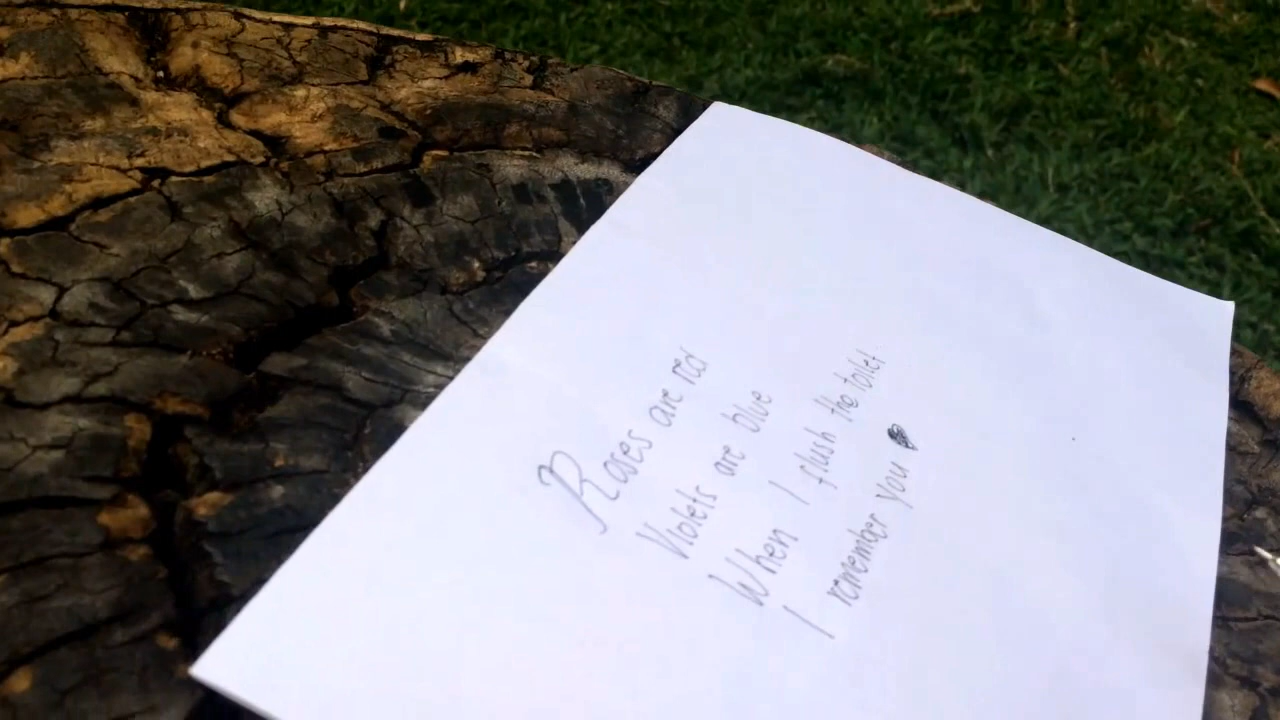 Roses are red
Violets are blue
When I flush the toilet
I remember you